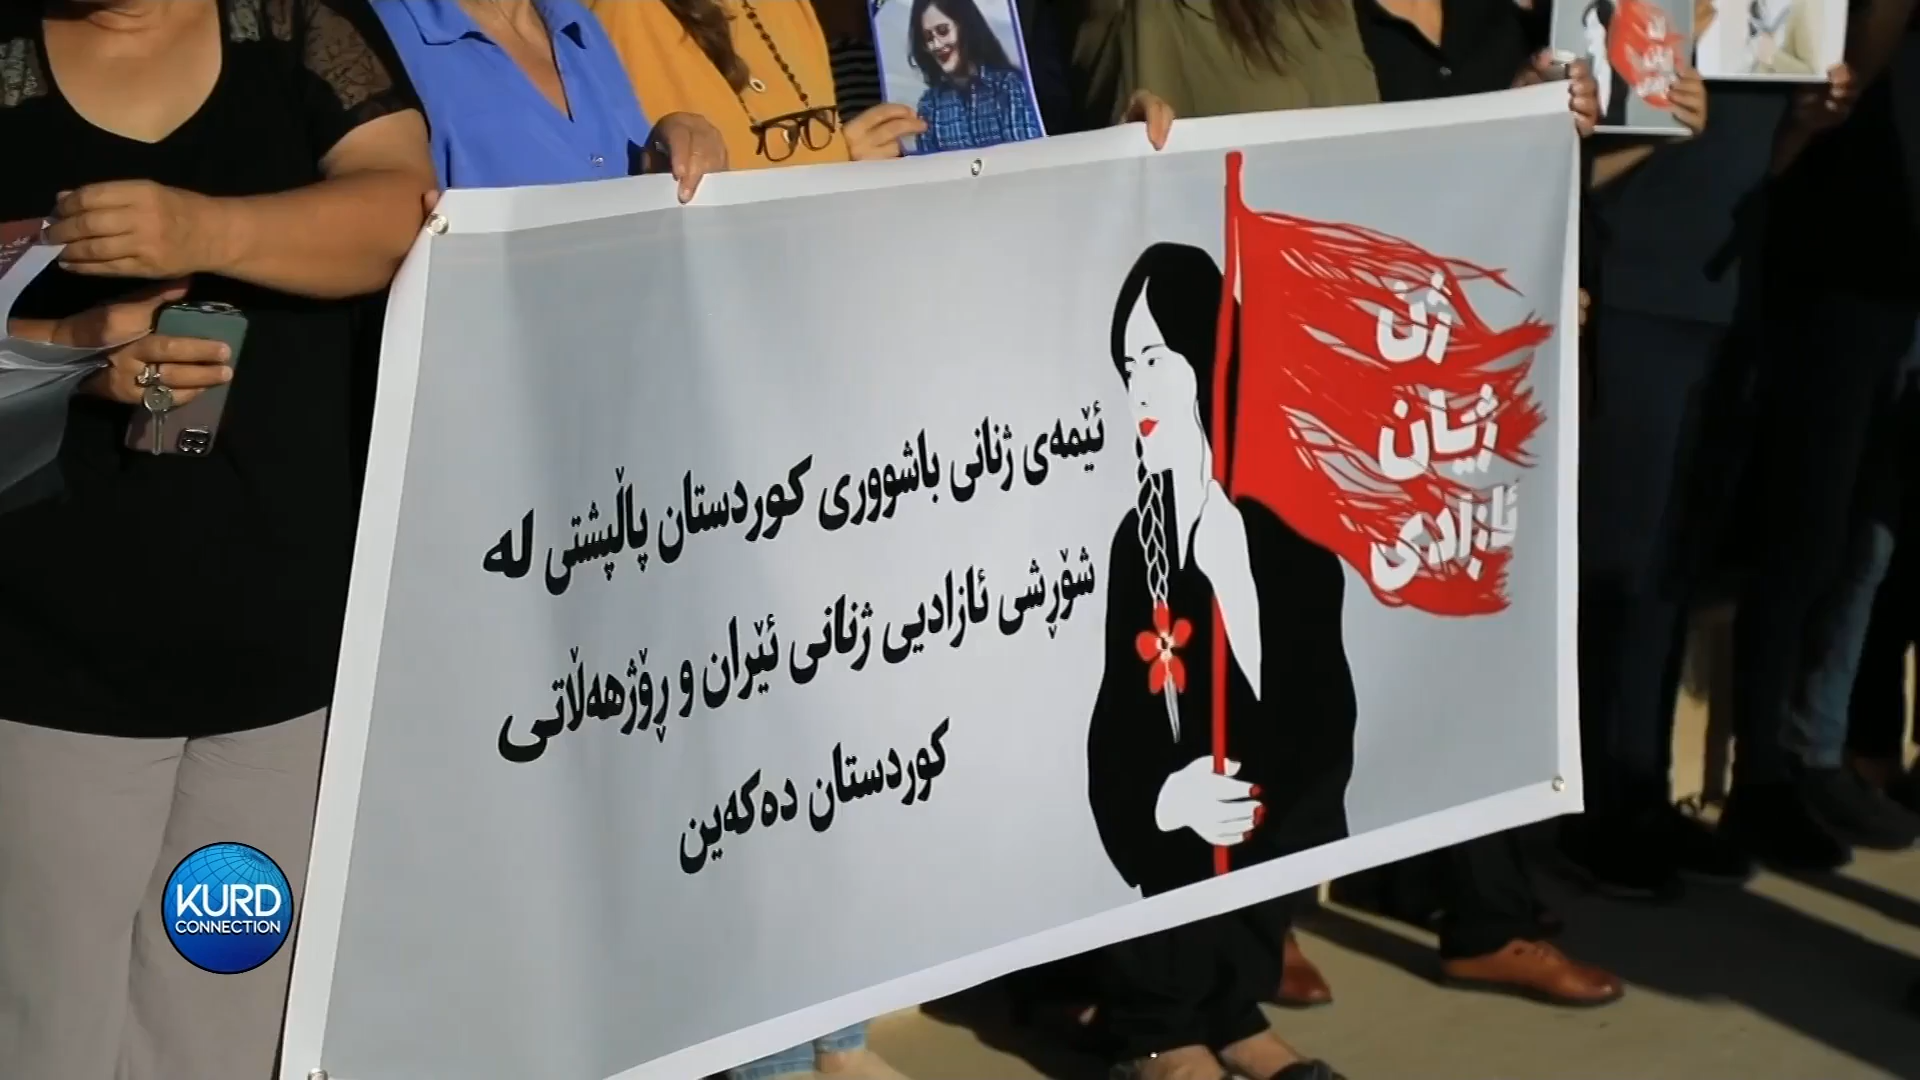 ئێمەی ژنانی باشووری کوردستان پاڵپشتی لە
شۆڕشی ئازادیی ژنانی ئێران و ڕۆژهەڵاتی
کوردستان دەکەین
ژن
ژیان
ئازادی
KURD
CONNECTION